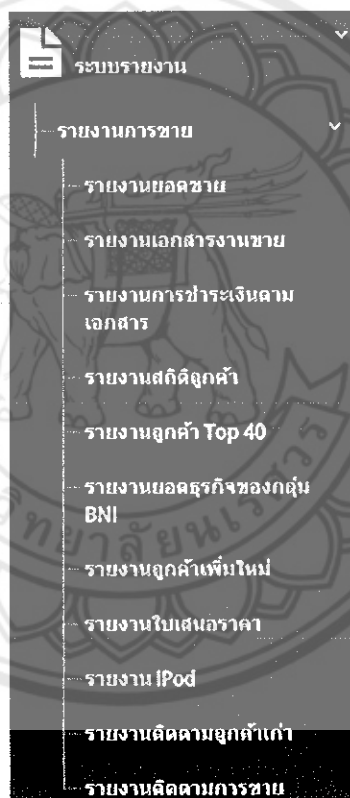 ระบบรายงาน
รายงานการขาย
รายงานยอดขาย
รายงานเอกสารงานขาย
รายงานการชำระเงินตาม
เอกสาร
รายงานสถิติลูกค้า
รายงานลูกค้า Top 40
รายงานยอดธุรกิจของกลุ่ม
BNI
รายงานลูกค้าเพิ่มใหม่
รายงานใบเสนอราคา
รายงาน IPod
รายงานติดตามลูกค้าเก่า
รายงานติดตามการขาย